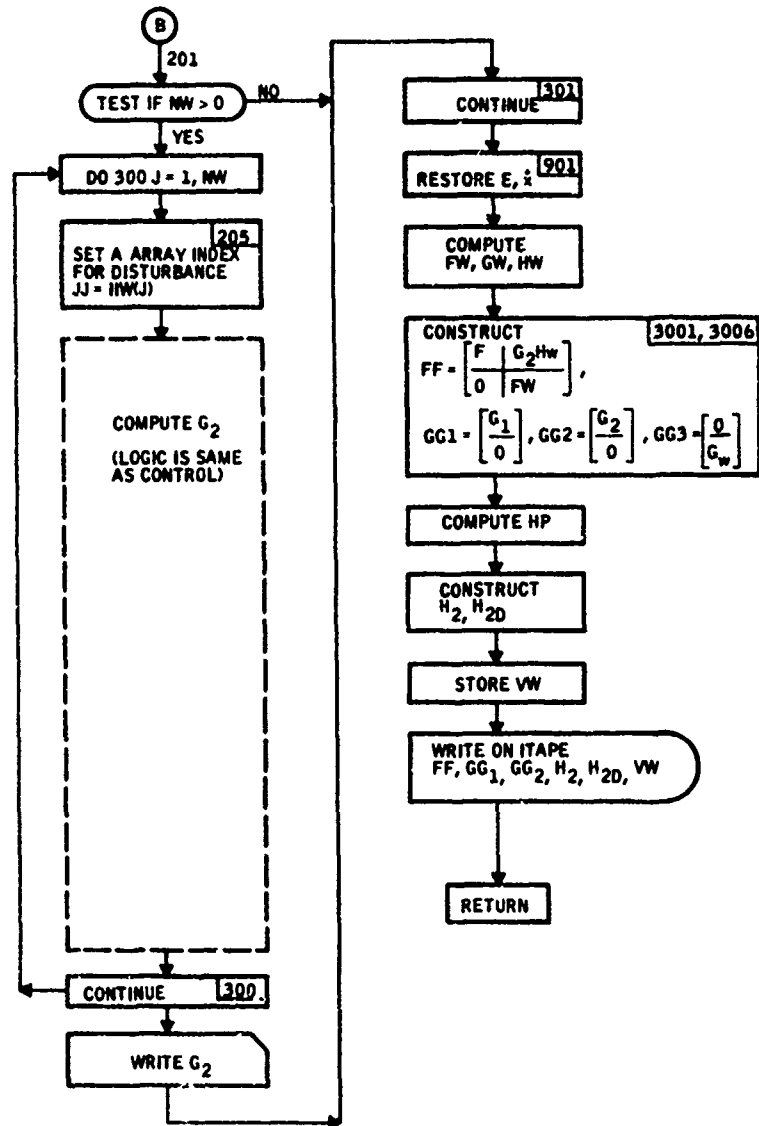 B
201
TEST IF NW > 0
NO
YES
DO 300 J = 1, NW
205
SET A ARRAY INDEX
FOR DISTURBANCE
JJ = IIW(J)
COMPUTE G2
(LOGIC IS SAME
AS CONTROL)
CONTINUE 300
WRITE G2
301
CONTINUE
901
RESTORE E, ẋ
COMPUTE
FW, GW, HW
CONSTRUCT 3001, 3006
FF = [F | G2Hw
0 | FW],
GG1 = [G1
0], GG2 = [G2
0], GG3 = [0
Gw]
COMPUTE HP
CONSTRUCT
H2, H2D
STORE VW
WRITE ON ITAPE
FF, GG1, GG2, H2, H2D, VW
RETURN